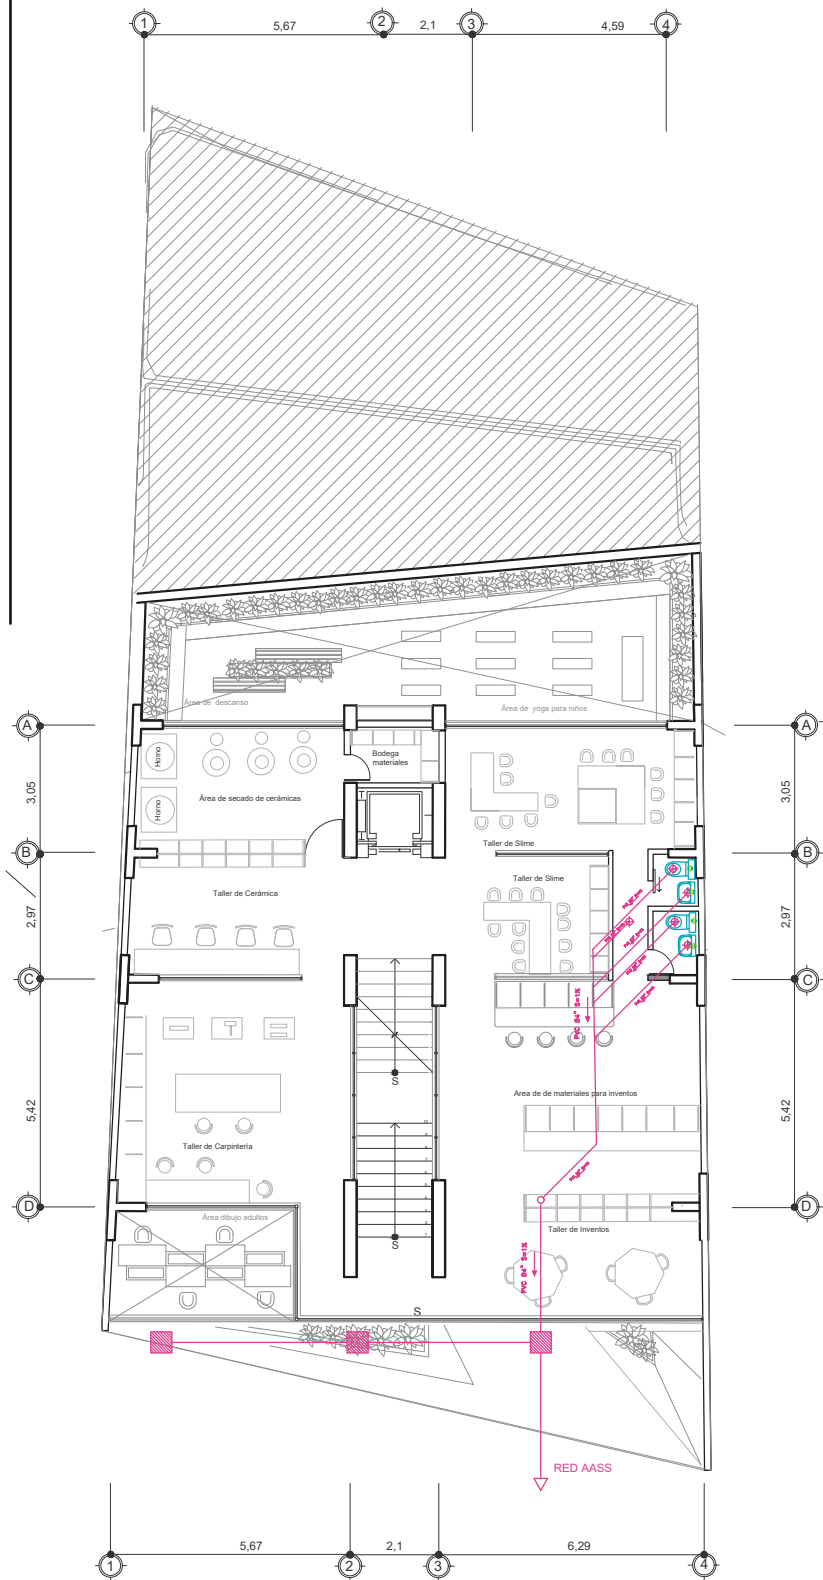 1
2
3
4
5,67
2,1
4,59
Área de descanso
Área de yoga para niños
A
A
Horno
Bodega
materiales
3,05
3,05
Área de secado de cerámicas
Horno
Taller de Slime
B
B
Taller de Slime
Taller de Cerámica
2,97
2,97
C
C
PVC Ø4" S=1%
S
Area de de materiales para inventos
5,42
5,42
Taller de Carpintería
D
D
Área dibujo adultos
Taller de Inventos
S
PVC Ø4" S=1%
S
RED AASS
5,67
2,1
6,29
1
2
3
4